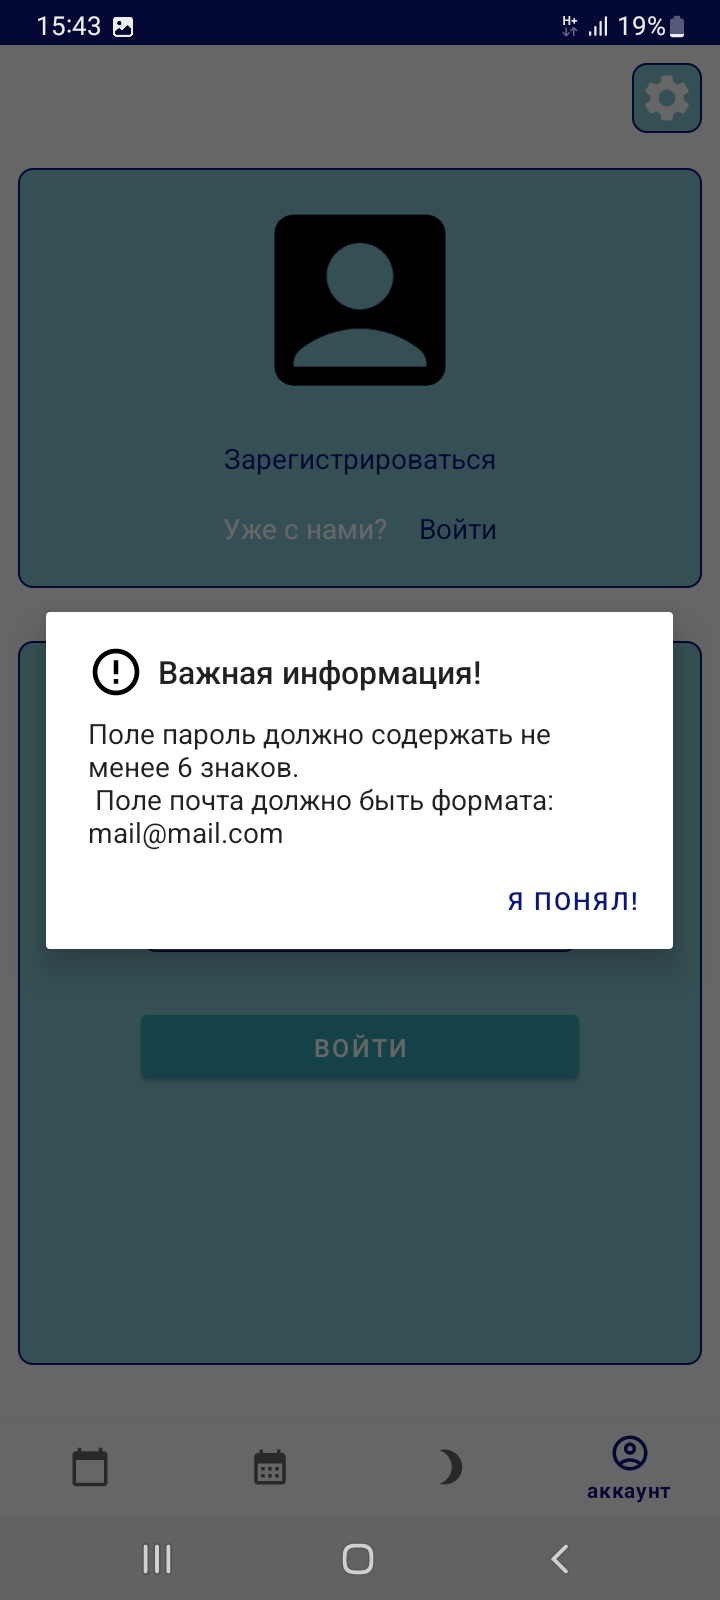 15:43
H+ 19%
Зарегистрироваться
Уже с нами? Войти
Важная информация!
Поле пароль должно содержать не
менее 6 знаков.
Поле почта должно быть формата:
mail@mail.com
Я ПОНЯЛ!
ВОЙТИ
аккаунт